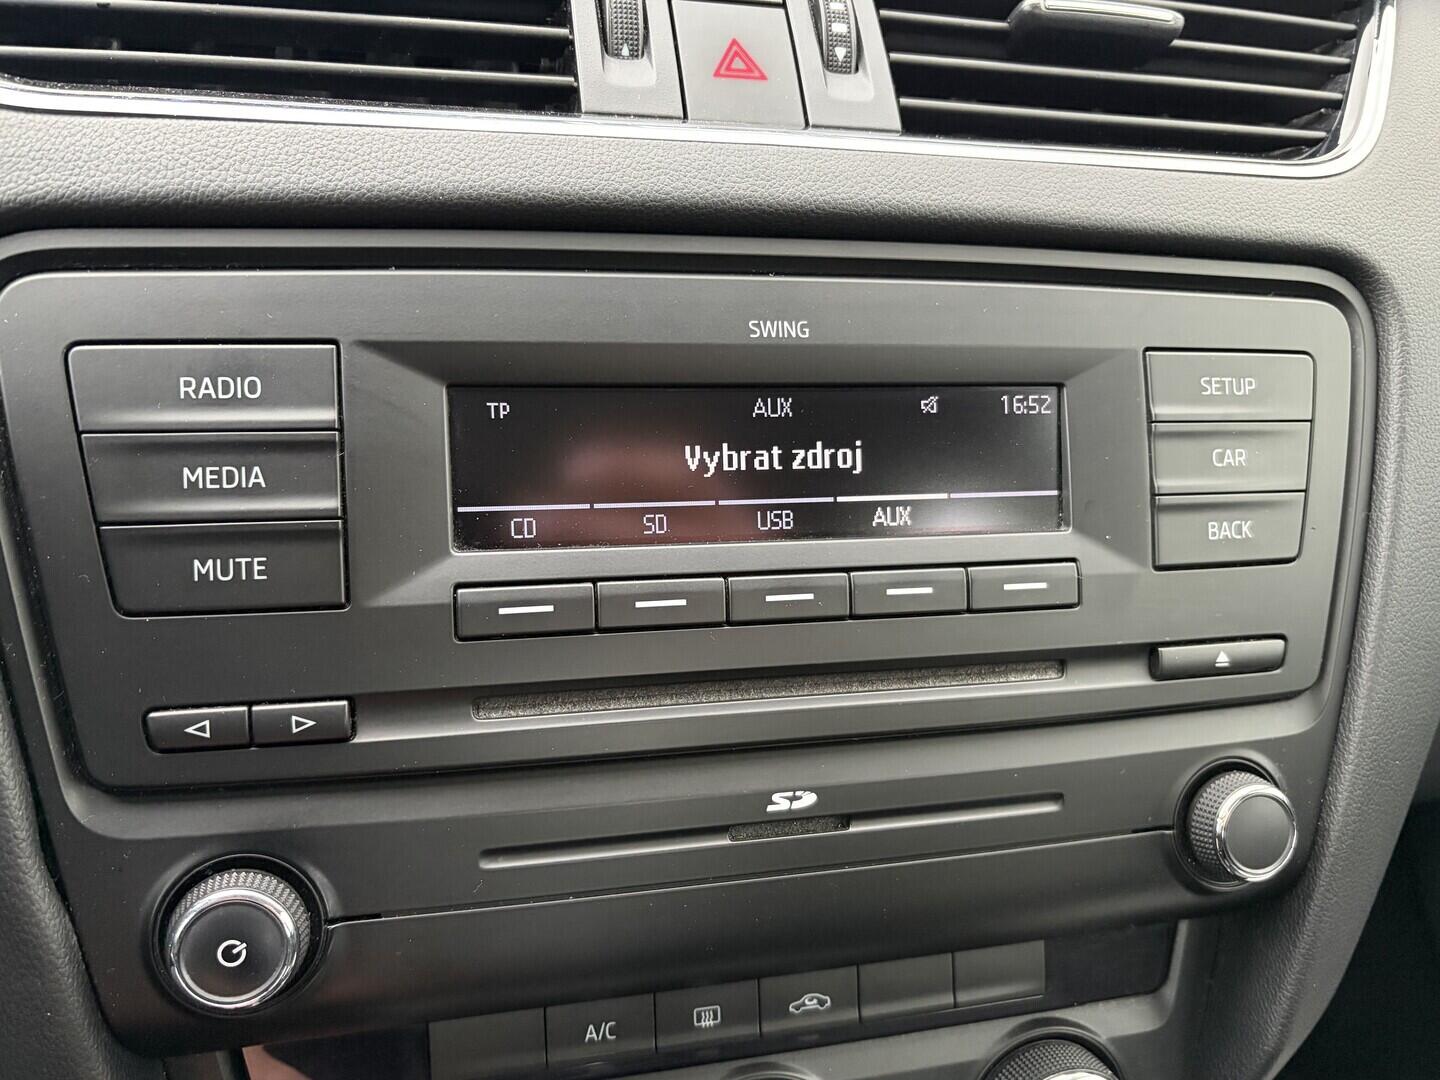 SWING
RADIO
MEDIA
MUTE
TP AUX 16:52
Vybrat zdroj
CD SD USB AUX
SETUP
CAR
BACK
SD
A/C